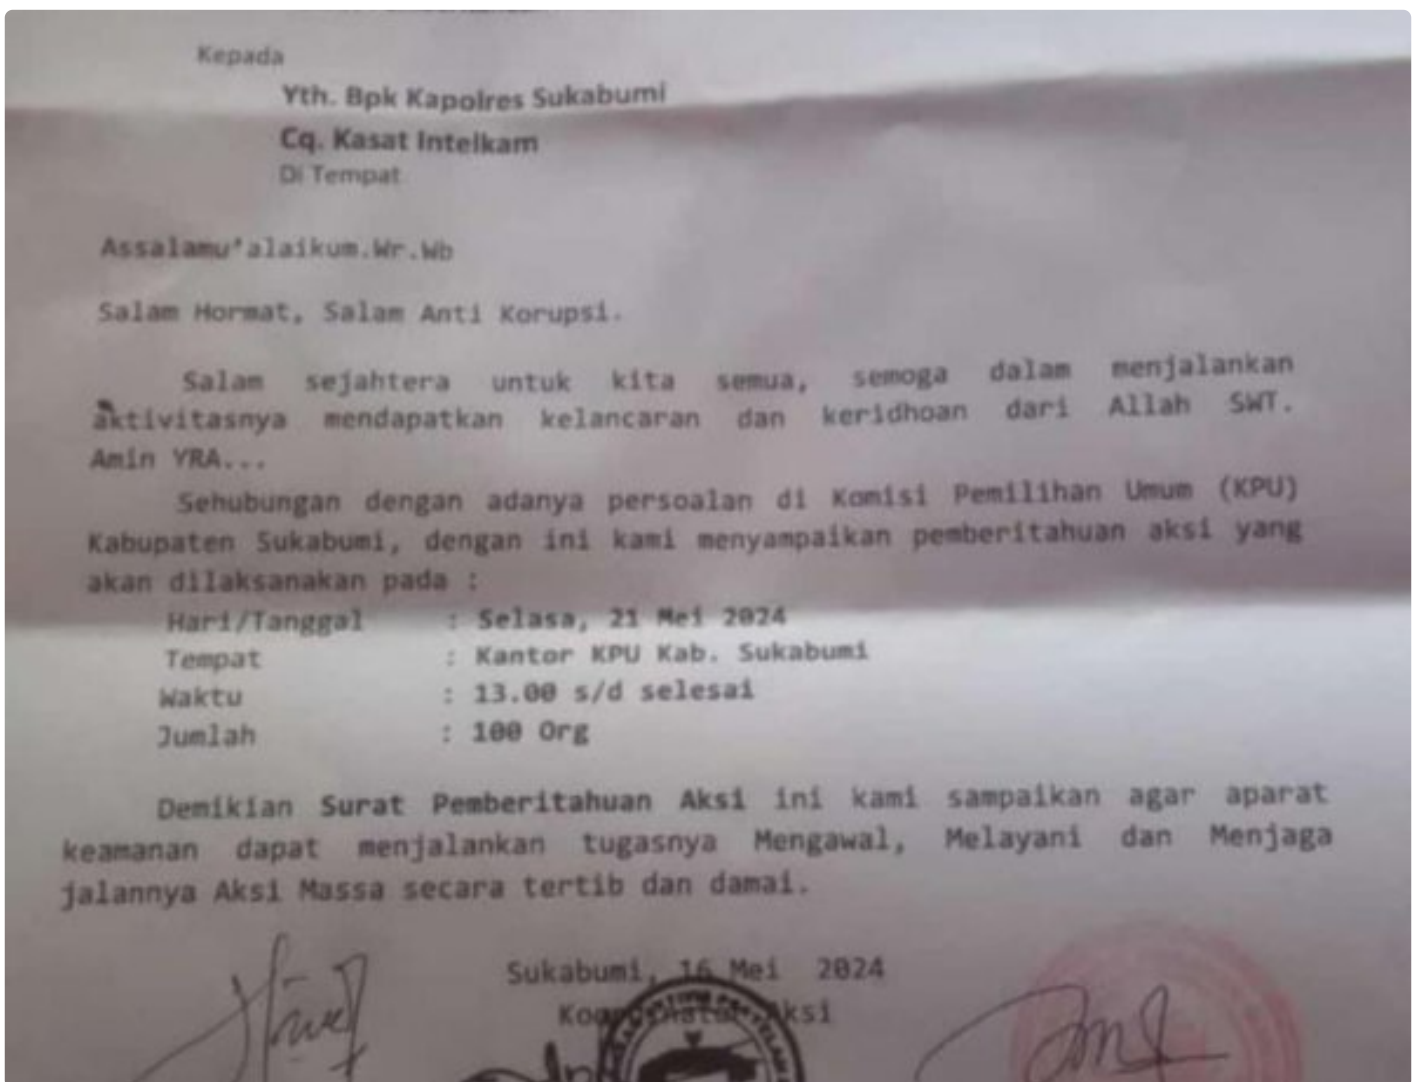 Kepada
Yth. Bpk Kapolres Sukabumi
Cq. Kasat Intelkam
Di Tempat
Assalamu'alaikum.Wr.Wb
Salam Hormat, Salam Anti Korupsi.
Salam sejahtera untuk kita semua, semoga dalam menjalankan
aktivitasnya mendapatkan kelancaran dan keridhoan dari Allah SWT.
Amin YRA...
Sehubungan dengan adanya persoalan di Komisi Pemilihan Umum (KPU)
Kabupaten Sukabumi, dengan ini kami menyampaikan pemberitahuan aksi yang
akan dilaksanakan pada :
Hari/Tanggal : Selasa, 21 Mei 2024
Tempat : Kantor KPU Kab. Sukabumi
Waktu : 13.00 s/d selesai
Jumlah : 100 Org
Demikian Surat Pemberitahuan Aksi ini kami sampaikan agar aparat
keamanan dapat menjalankan tugasnya Mengawal, Melayani dan Menjaga
jalannya Aksi Massa secara tertib dan damai.
Sukabumi, 16 Mei 2024
Aksi